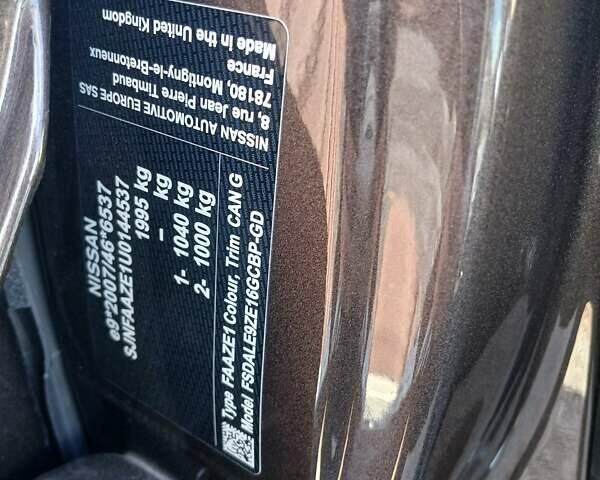 NISSAN AUTOMOTIVE EUROPE SAS
8, rue Jean Pierre Timbaud
78180, Montigny-le-Bretonneux
France
Made in the United Kingdom
NISSAN
e9*2007/46*6537
SJNFAAZE1U0144537
1995 kg
– kg
1- 1040 kg
2- 1000 kg
Type FAAZE1 Colour, Trim CAN G
Model FSDALE9ZE16GCBP-GD